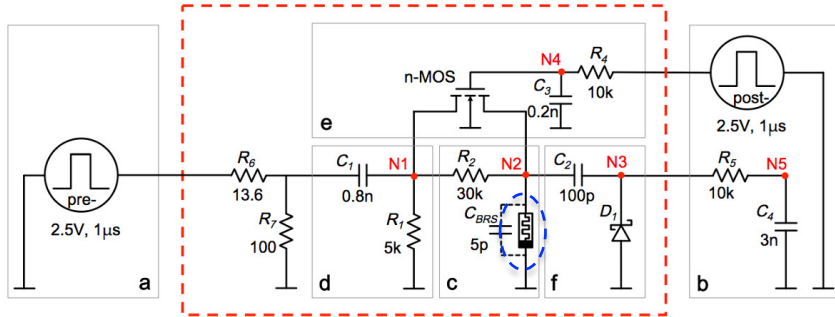 N4
R4
n-MOS
C3
10k
0.2n
post-
2.5V, 1µs
e
R6
C1
N1
R2
N2
C2
N3
R5
N5
13.6
0.8n
30k
100p
10k
pre-
2.5V, 1µs
R7
100
R1
5k
CBRS
5p
D1
C4
3n
a
d
c
f
b